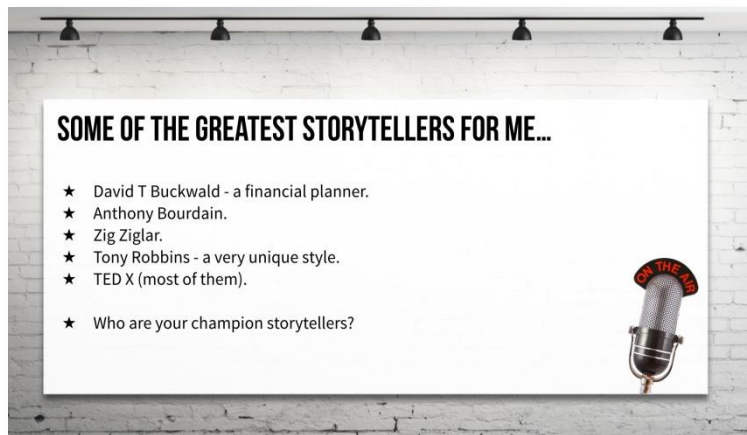 SOME OF THE GREATEST STORYTELLERS FOR ME...
★ David T Buckwald - a financial planner.
★ Anthony Bourdain.
★ Zig Ziglar.
★ Tony Robbins - a very unique style.
★ TED X (most of them).
★ Who are your champion storytellers?
ON THE AIR